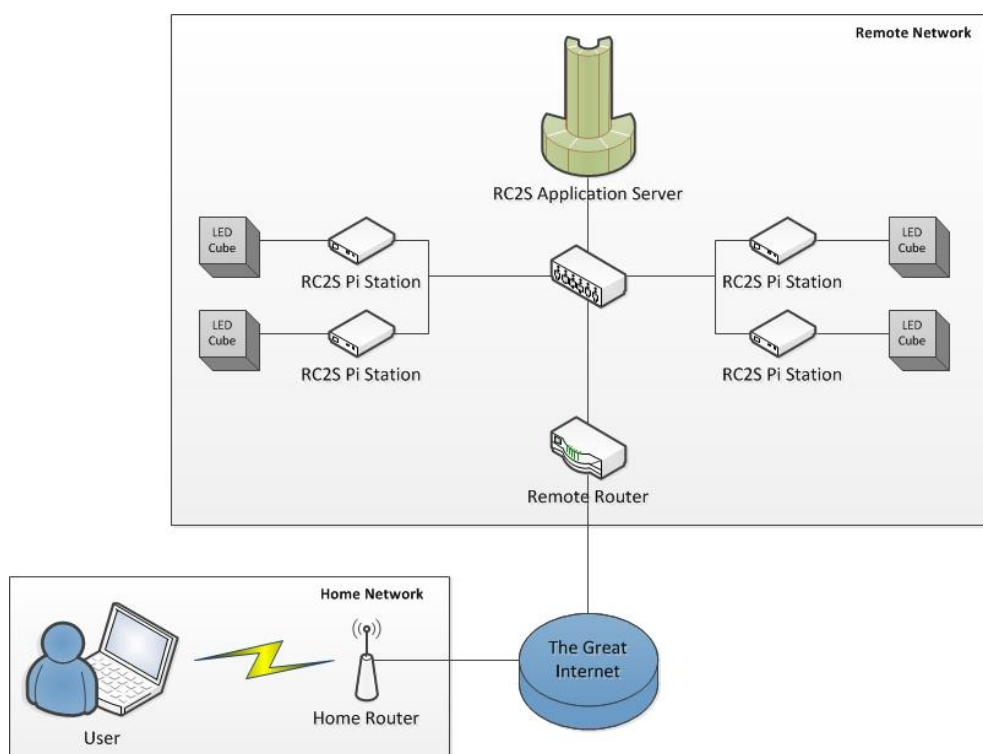 Remote Network
RC2S Application Server
LED
Cube
RC2S Pi Station
RC2S Pi Station
LED
Cube
LED
Cube
RC2S Pi Station
RC2S Pi Station
LED
Cube
Remote Router
Home Network
The Great
Internet
Home Router
User